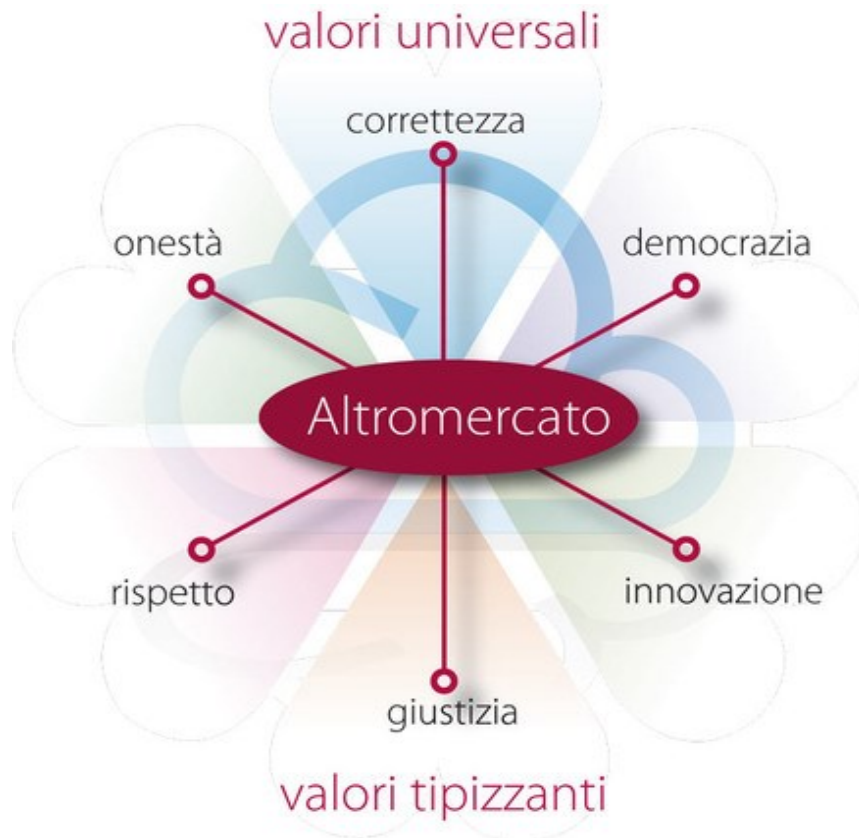 valori universali
correttezza
onestà
democrazia
Altromercato
rispetto
innovazione
giustizia
valori tipizzanti